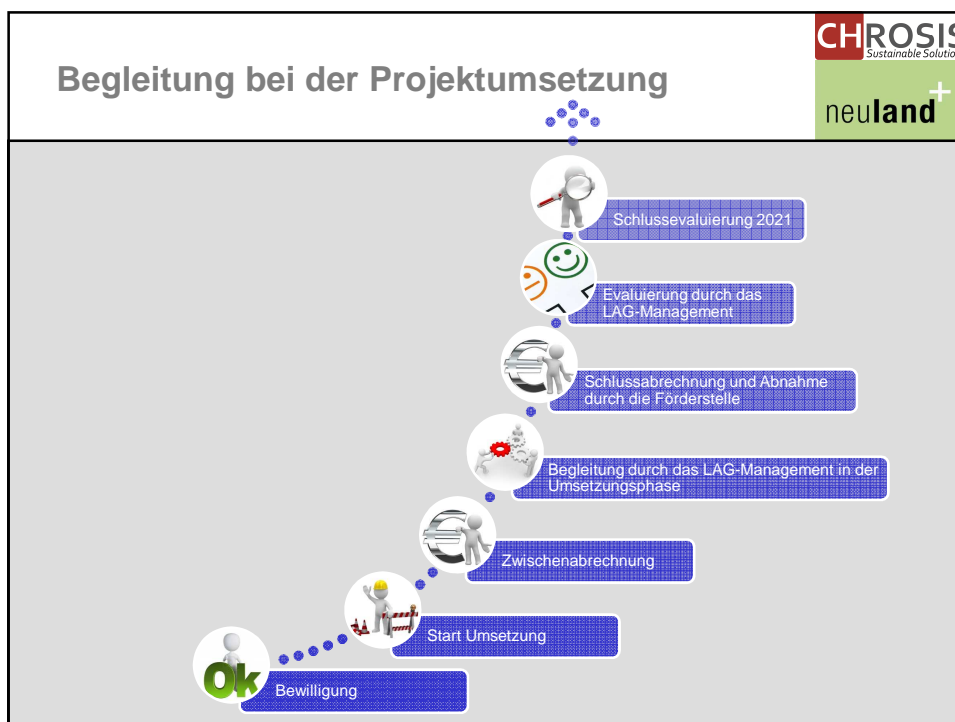 CHROSIS
Sustainable Solutio
Begleitung bei der Projektumsetzung
neuland+
Schlussevaluierung 2021
Evaluierung durch das
LAG-Management
Schlussabrechnung und Abnahme
durch die Förderstelle
Begleitung durch das LAG-Management in der
Umsetzungsphase
Zwischenabrechnung
Start Umsetzung
Ok
Bewilligung